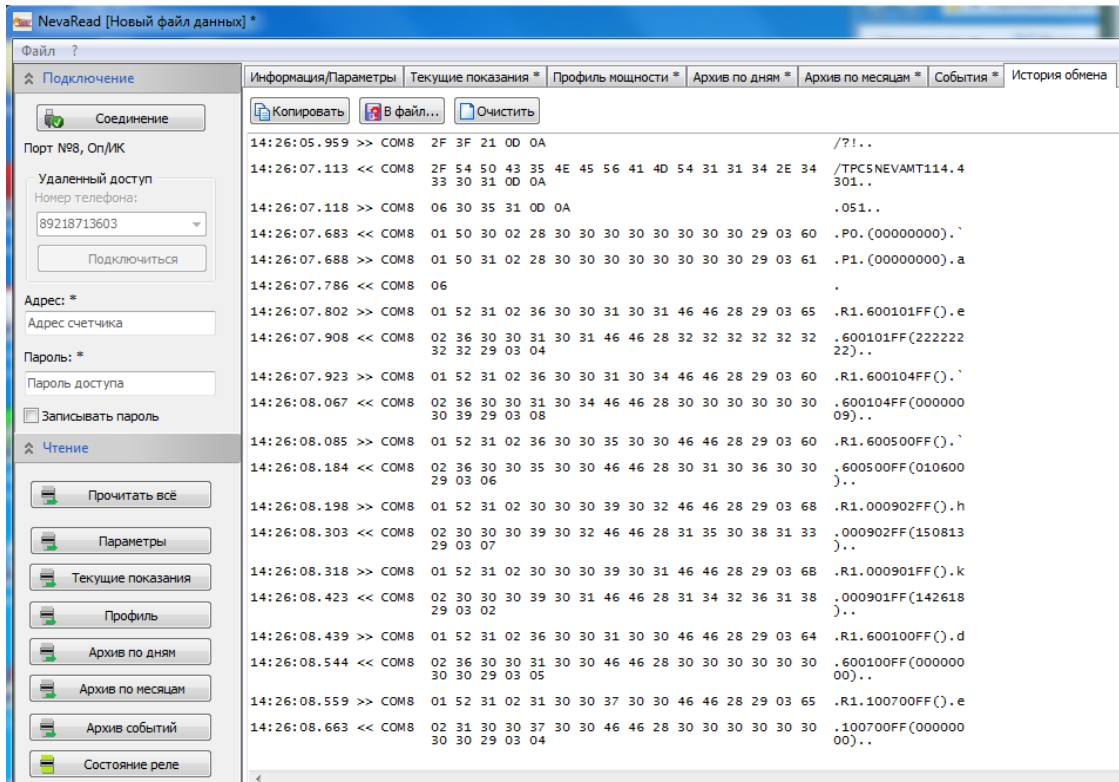 NevaRead [Новый файл данных] *
Файл ?
Подключение
Соединение
Порт №8, Оп/ИК
Удаленный доступ
Номер телефона:
89218713603
Подключиться
Адрес: *
Адрес счетчика
Пароль: *
Пароль доступа
Записывать пароль
Чтение
Прочитать всё
Параметры
Текущие показания
Профиль
Архив по дням
Архив по месяцам
Архив событий
Состояние реле
Информация/Параметры Текущие показания * Профиль мощности * Архив по дням * Архив по месяцам * События * История обмена
Копировать В файл... Очистить
14:26:05.959 >> COM8 2F 3F 21 0D 0A /?!..
14:26:07.113 << COM8 2F 54 50 43 35 4E 45 56 41 4D 54 31 31 34 2E 34 /TPC5NEVAMT114.4
33 30 31 0D 0A 301..
14:26:07.118 >> COM8 06 30 35 31 0D 0A .051..
14:26:07.683 << COM8 01 50 30 02 28 30 30 30 30 30 30 30 30 29 03 60 .P0.(00000000).`
14:26:07.688 >> COM8 01 50 31 02 28 30 30 30 30 30 30 30 30 29 03 61 .P1.(00000000).a
14:26:07.786 << COM8 06 .
14:26:07.802 >> COM8 01 52 31 02 36 30 30 31 30 31 46 46 28 29 03 65 .R1.600101FF().e
14:26:07.908 << COM8 02 36 30 30 31 30 31 46 46 28 32 32 32 32 32 32 .600101FF(222222
32 32 29 03 04 22)..
14:26:07.923 >> COM8 01 52 31 02 36 30 30 31 30 34 46 46 28 29 03 60 .R1.600104FF().`
14:26:08.067 << COM8 02 36 30 30 31 30 34 46 46 28 30 30 30 30 30 30 .600104FF(000000
30 39 29 03 08 09)..
14:26:08.085 >> COM8 01 52 31 02 36 30 30 35 30 30 46 46 28 29 03 60 .R1.600500FF().`
14:26:08.184 << COM8 02 36 30 30 35 30 30 46 46 28 30 31 30 36 30 30 .600500FF(010600
29 03 06 )..
14:26:08.198 >> COM8 01 52 31 02 30 30 30 39 30 32 46 46 28 29 03 68 .R1.000902FF().h
14:26:08.303 << COM8 02 30 30 30 39 30 32 46 46 28 31 35 30 38 31 33 .000902FF(150813
29 03 07 )..
14:26:08.318 >> COM8 01 52 31 02 30 30 30 39 30 31 46 46 28 29 03 6B .R1.000901FF().k
14:26:08.423 << COM8 02 30 30 30 39 30 31 46 46 28 31 34 32 36 31 38 .000901FF(142618
29 03 02 )..
14:26:08.439 >> COM8 01 52 31 02 36 30 30 31 30 30 46 46 28 29 03 64 .R1.600100FF().d
14:26:08.544 << COM8 02 36 30 30 31 30 30 46 46 28 30 30 30 30 30 30 .600100FF(000000
30 30 29 03 05 00)..
14:26:08.559 >> COM8 01 52 31 02 31 30 30 37 30 30 46 46 28 29 03 65 .R1.100700FF().e
14:26:08.663 << COM8 02 31 30 30 37 30 30 46 46 28 30 30 30 30 30 30 .100700FF(000000
30 30 29 03 04 00)..